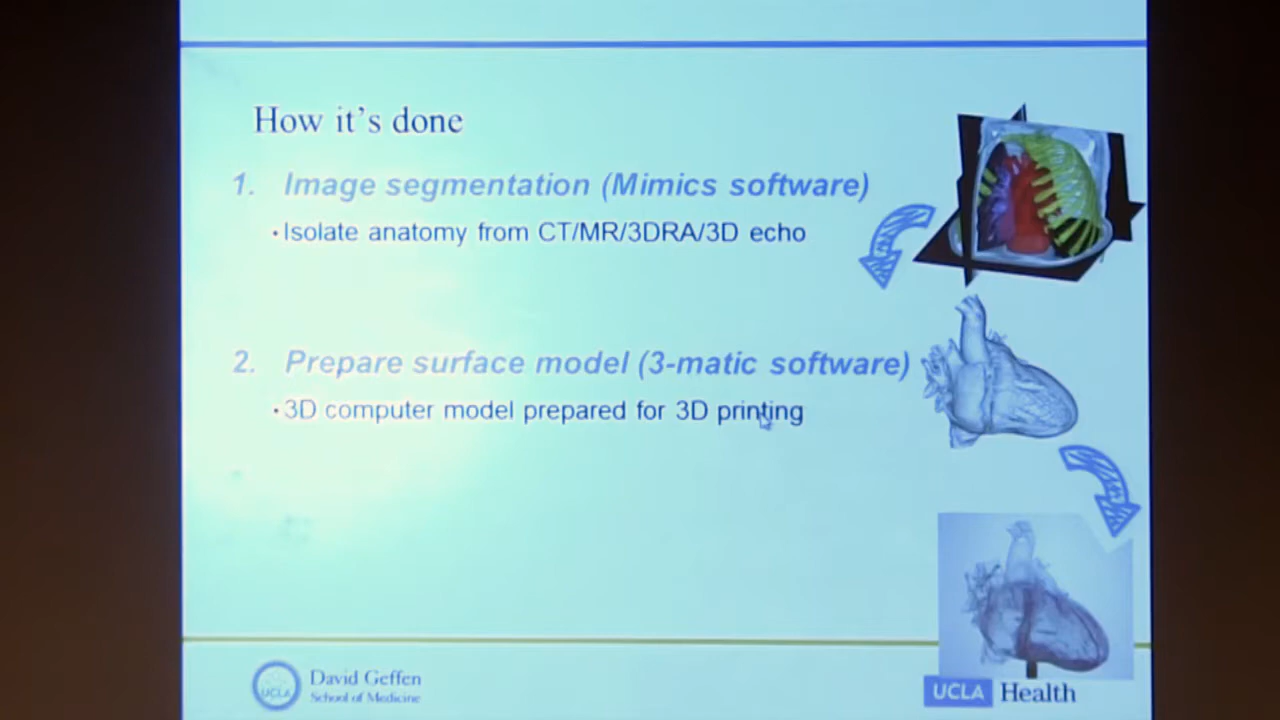 How it's done
1. Image segmentation (Mimics software)
• Isolate anatomy from CT/MR/3DRA/3D echo
2. Prepare surface model (3-matic software)
• 3D computer model prepared for 3D printing
UCLA
David Geffen
School of Medicine
UCLA Health